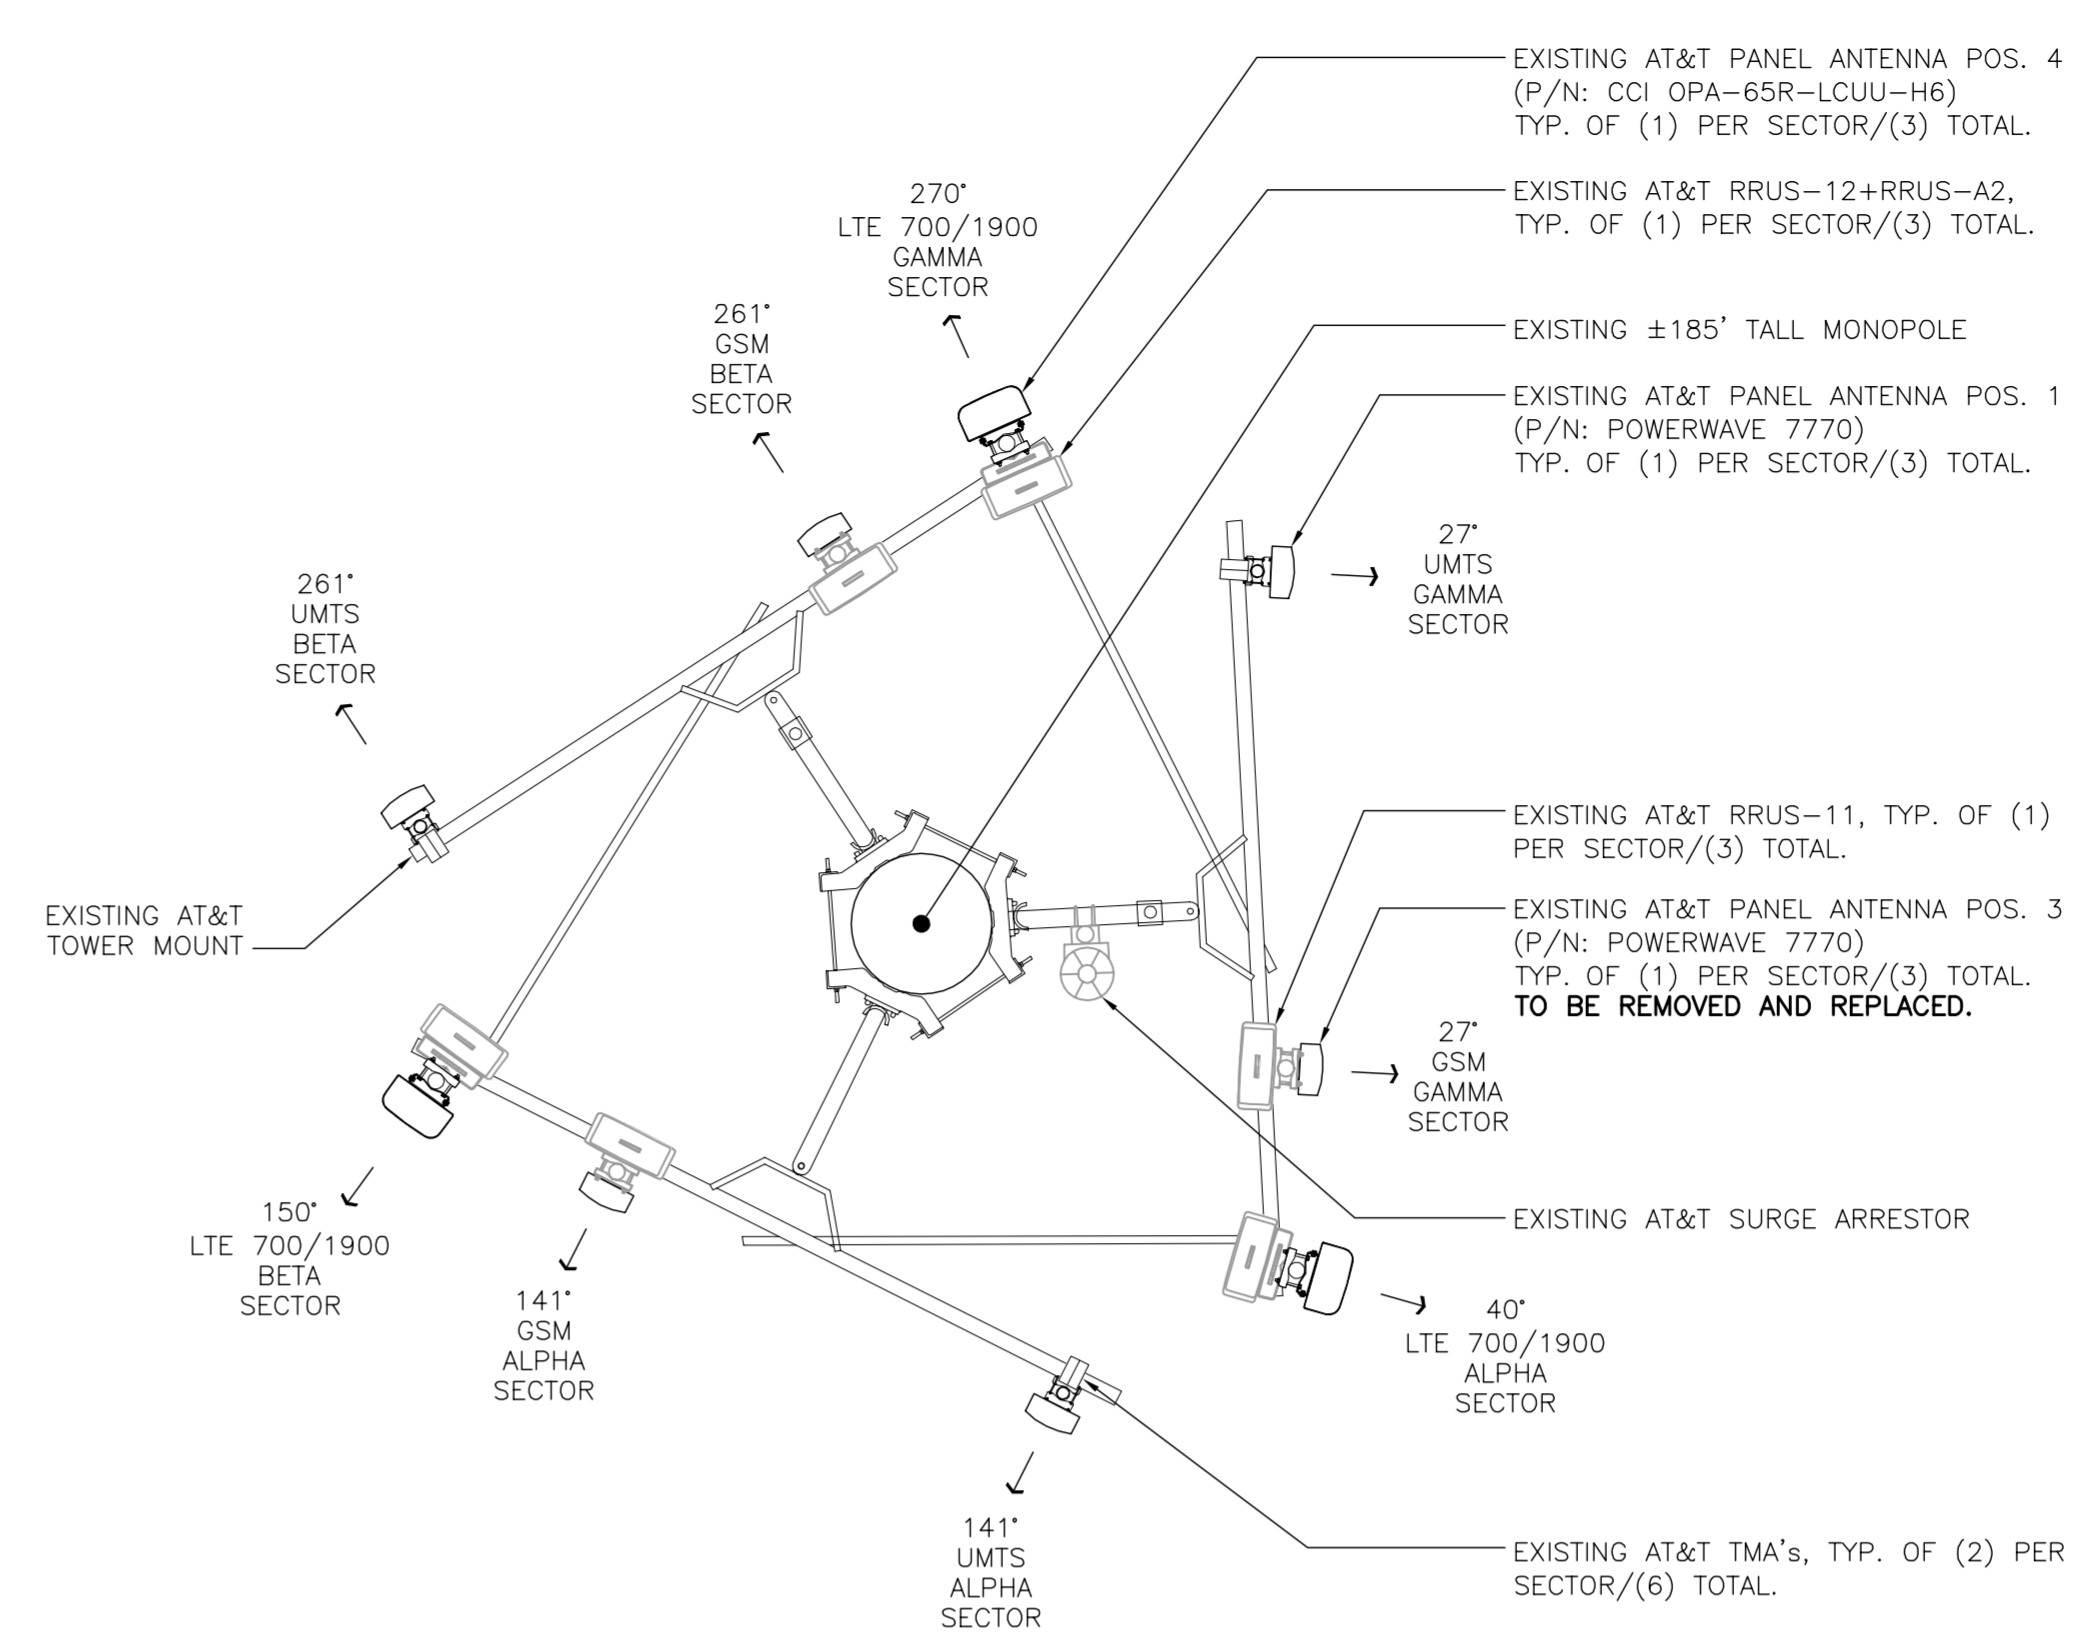 EXISTING AT&T PANEL ANTENNA POS. 4
(P/N: CCI OPA-65R-LCUU-H6)
TYP. OF (1) PER SECTOR/(3) TOTAL.
EXISTING AT&T RRUS-12+RRUS-A2,
TYP. OF (1) PER SECTOR/(3) TOTAL.
270°
LTE 700/1900
GAMMA
SECTOR
261°
GSM
BETA
SECTOR
EXISTING ±185' TALL MONOPOLE
EXISTING AT&T PANEL ANTENNA POS. 1
(P/N: POWERWAVE 7770)
TYP. OF (1) PER SECTOR/(3) TOTAL.
27°
UMTS
GAMMA
SECTOR
261°
UMTS
BETA
SECTOR
EXISTING AT&T RRUS-11, TYP. OF (1)
PER SECTOR/(3) TOTAL.
EXISTING AT&T
TOWER MOUNT
EXISTING AT&T PANEL ANTENNA POS. 3
(P/N: POWERWAVE 7770)
TYP. OF (1) PER SECTOR/(3) TOTAL.
TO BE REMOVED AND REPLACED.
27°
GSM
GAMMA
SECTOR
150°
LTE 700/1900
BETA
SECTOR
EXISTING AT&T SURGE ARRESTOR
141°
GSM
ALPHA
SECTOR
40°
LTE 700/1900
ALPHA
SECTOR
141°
UMTS
ALPHA
SECTOR
EXISTING AT&T TMA's, TYP. OF (2) PER
SECTOR/(6) TOTAL.